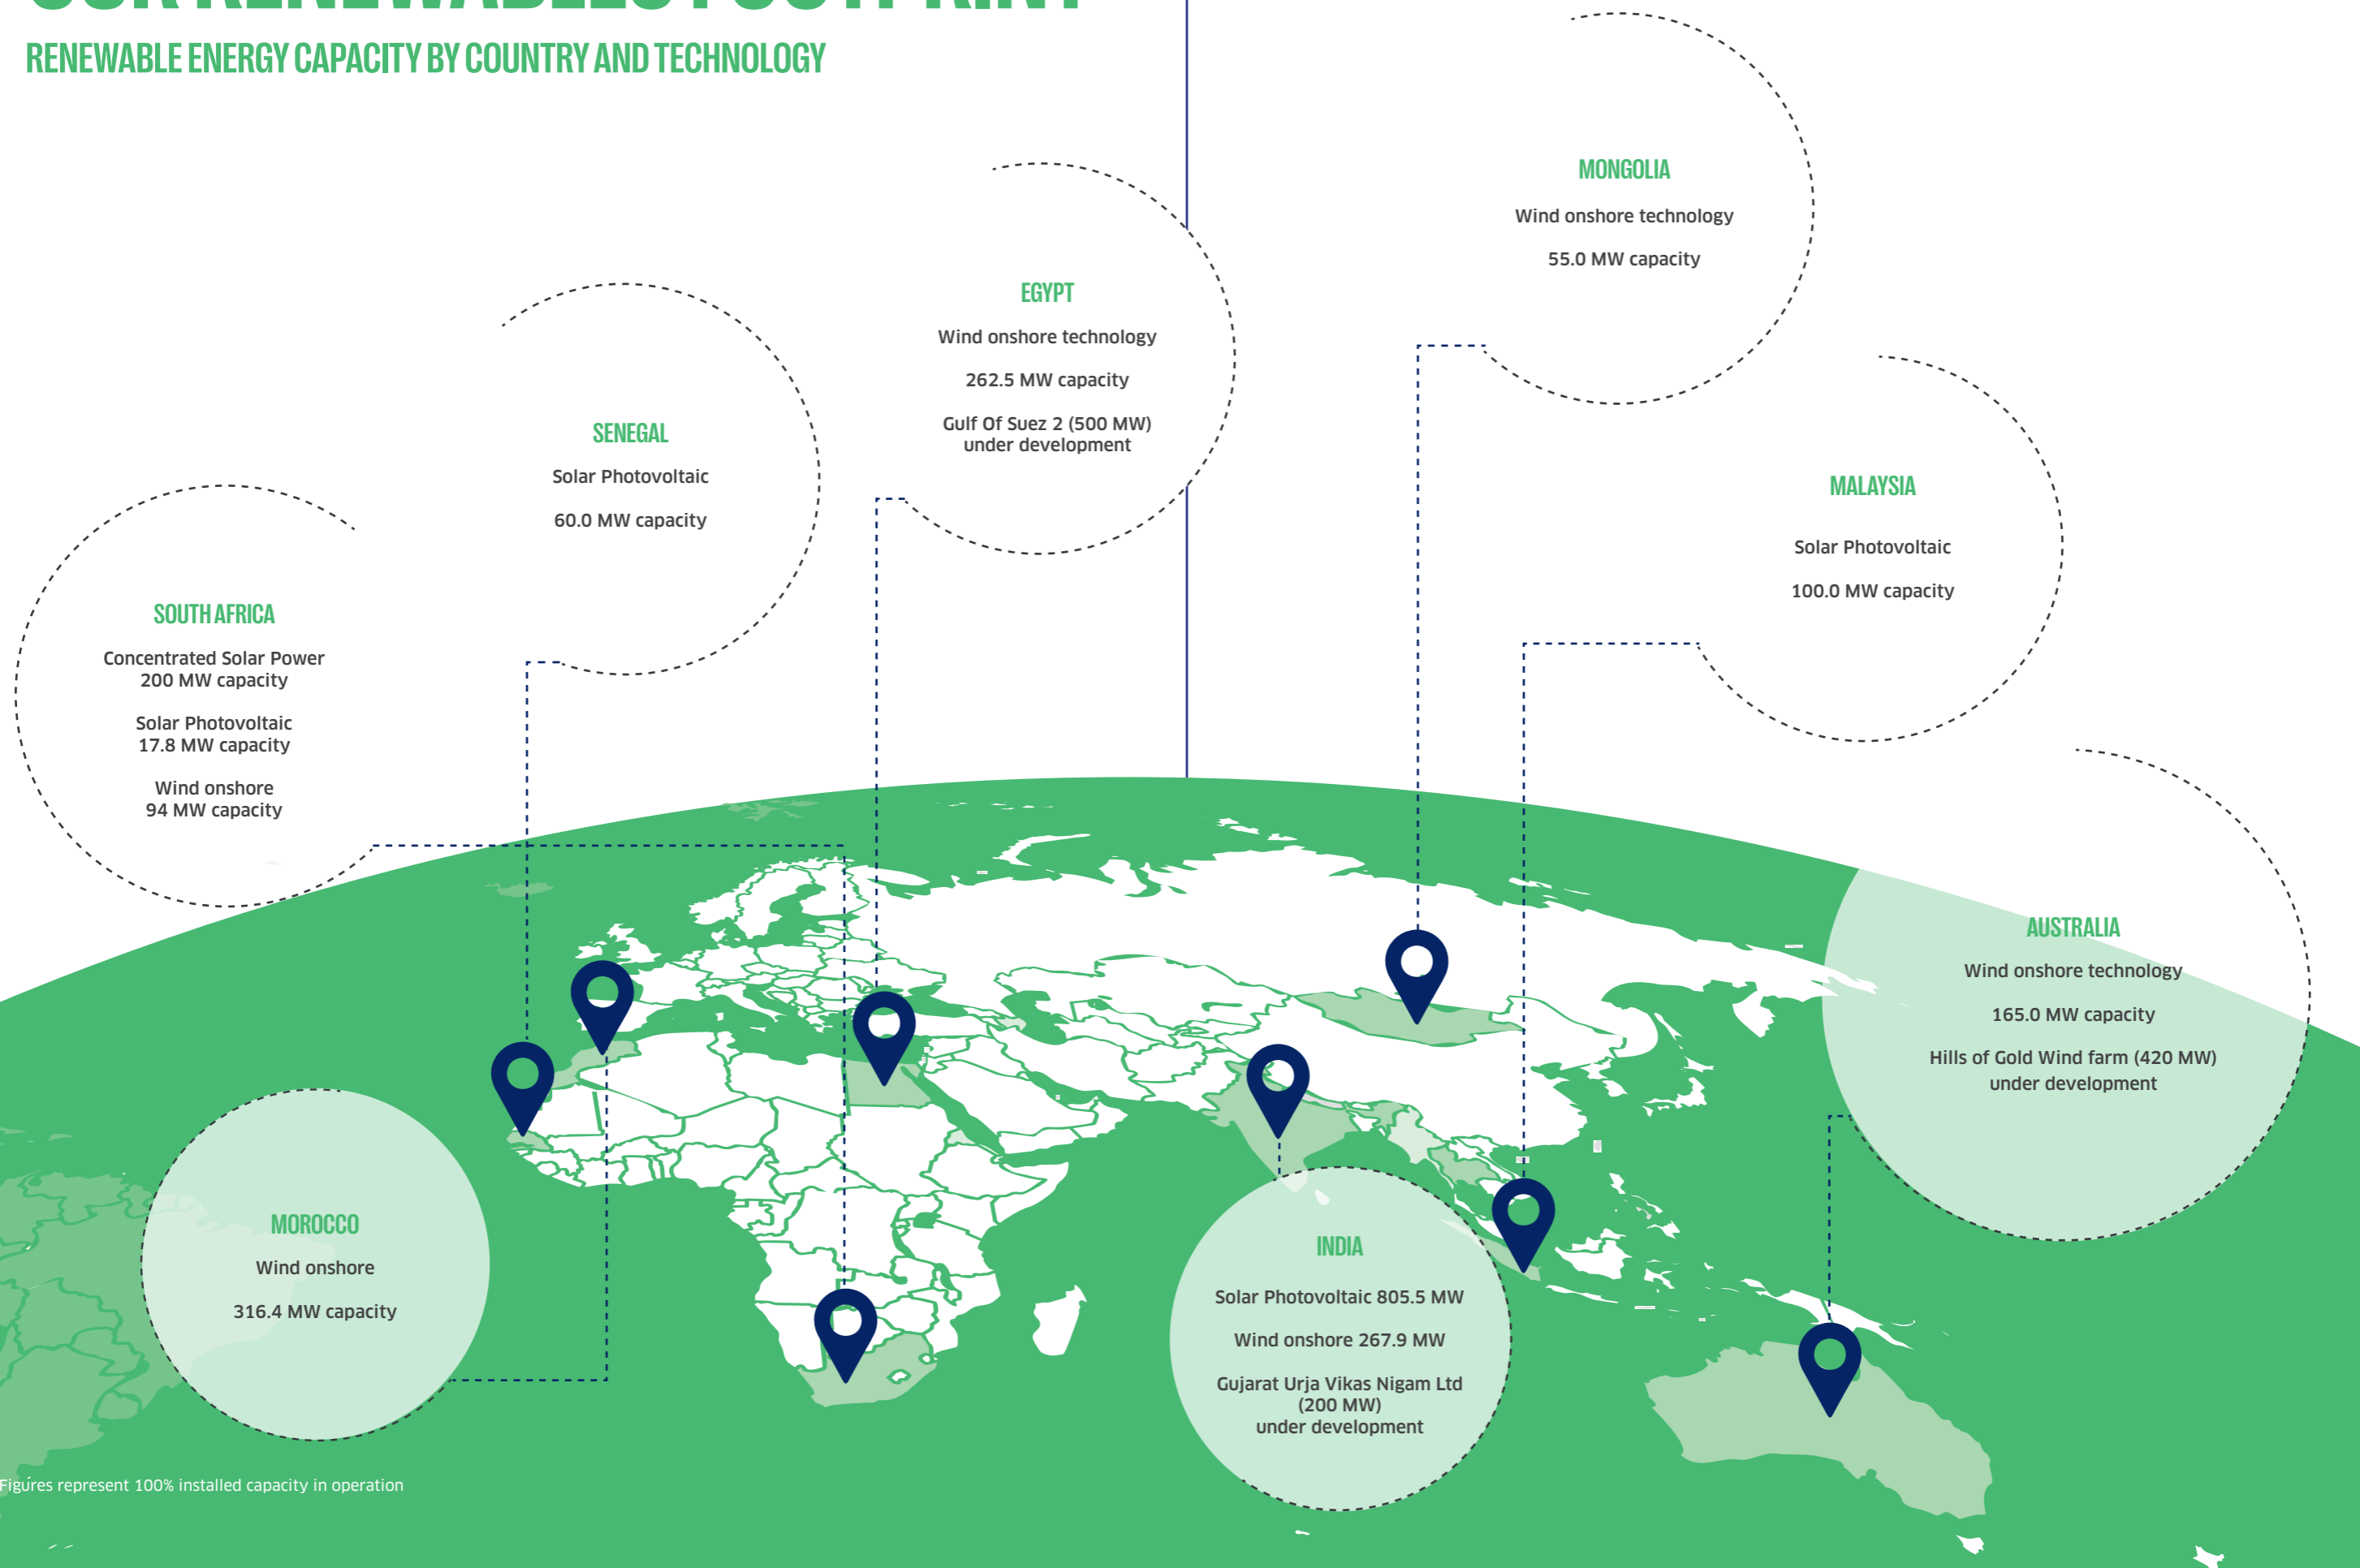 RENEWABLE ENERGY CAPACITY BY COUNTRY AND TECHNOLOGY
MONGOLIA
Wind onshore technology
55.0 MW capacity
EGYPT
Wind onshore technology
262.5 MW capacity
Gulf Of Suez 2 (500 MW)
under development
SENEGAL
Solar Photovoltaic
60.0 MW capacity
MALAYSIA
Solar Photovoltaic
100.0 MW capacity
SOUTH AFRICA
Concentrated Solar Power
200 MW capacity
Solar Photovoltaic
17.8 MW capacity
Wind onshore
94 MW capacity
AUSTRALIA
Wind onshore technology
165.0 MW capacity
Hills of Gold Wind farm (420 MW)
under development
MOROCCO
Wind onshore
316.4 MW capacity
INDIA
Solar Photovoltaic 805.5 MW
Wind onshore 267.9 MW
Gujarat Urja Vikas Nigam Ltd
(200 MW)
under development
Figures represent 100% installed capacity in operation